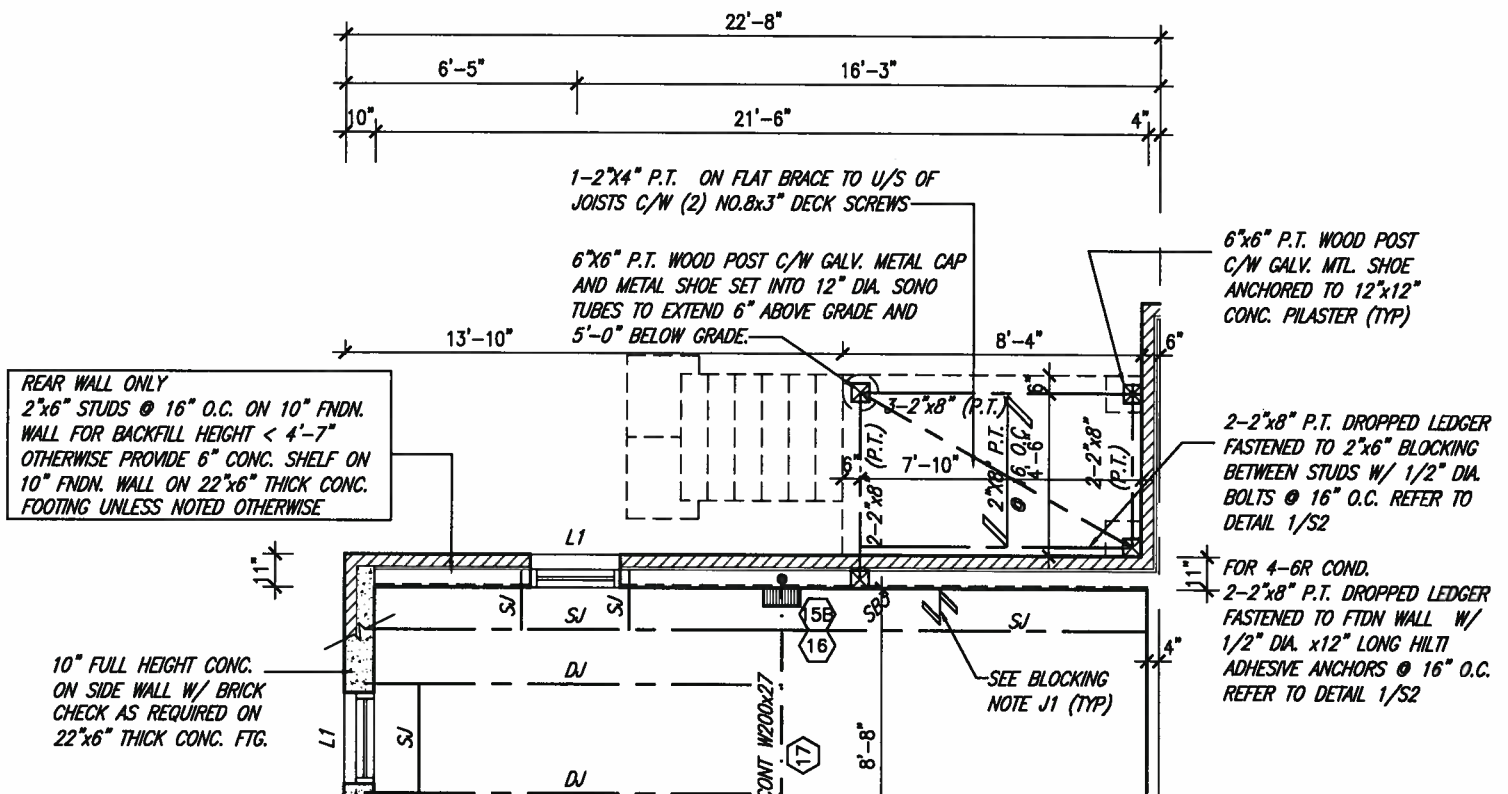 22'-8"
6'-5"
16'-3"
10"
21'-6"
4"
1-2"X4" P.T. ON FLAT BRACE TO U/S OF
JOISTS C/W (2) NO.8x3" DECK SCREWS
6"X6" P.T. WOOD POST C/W GALV. METAL CAP
AND METAL SHOE SET INTO 12" DIA. SONO
TUBES TO EXTEND 6" ABOVE GRADE AND
5'-0" BELOW GRADE.
6"x6" P.T. WOOD POST
C/W GALV. MTL. SHOE
ANCHORED TO 12"x12"
CONC. PILASTER (TYP)
13'-10"
8'-4"
6"
REAR WALL ONLY
2"x6" STUDS @ 16" O.C. ON 10" FNDN.
WALL FOR BACKFILL HEIGHT < 4'-7"
OTHERWISE PROVIDE 6" CONC. SHELF ON
10" FNDN. WALL ON 22"x6" THICK CONC.
FOOTING UNLESS NOTED OTHERWISE
6"
3-2"x8" (P.T.)
2-2"x8" (P.T.)
6"
7'-10"
2"X8" P.T.
@ 16 O.C.
4'-6"
2-2"x8"
(P.T.)
2-2"x8" P.T. DROPPED LEDGER
FASTENED TO 2"x6" BLOCKING
BETWEEN STUDS W/ 1/2" DIA.
BOLTS @ 16" O.C. REFER TO
DETAIL 1/S2
L1
11"
11"
FOR 4-6R COND.
2-2"x8" P.T. DROPPED LEDGER
FASTENED TO FTDN WALL W/
1/2" DIA. x12" LONG HILTI
ADHESIVE ANCHORS @ 16" O.C.
REFER TO DETAIL 1/S2
SJ
SJ
SJ
5B
16
SB3
SJ
4"
10" FULL HEIGHT CONC.
ON SIDE WALL W/ BRICK
CHECK AS REQUIRED ON
22"x6" THICK CONC. FTG.
DJ
SEE BLOCKING
NOTE J1 (TYP)
L1
SJ
CONT W200x27
17
8'-8"
DJ